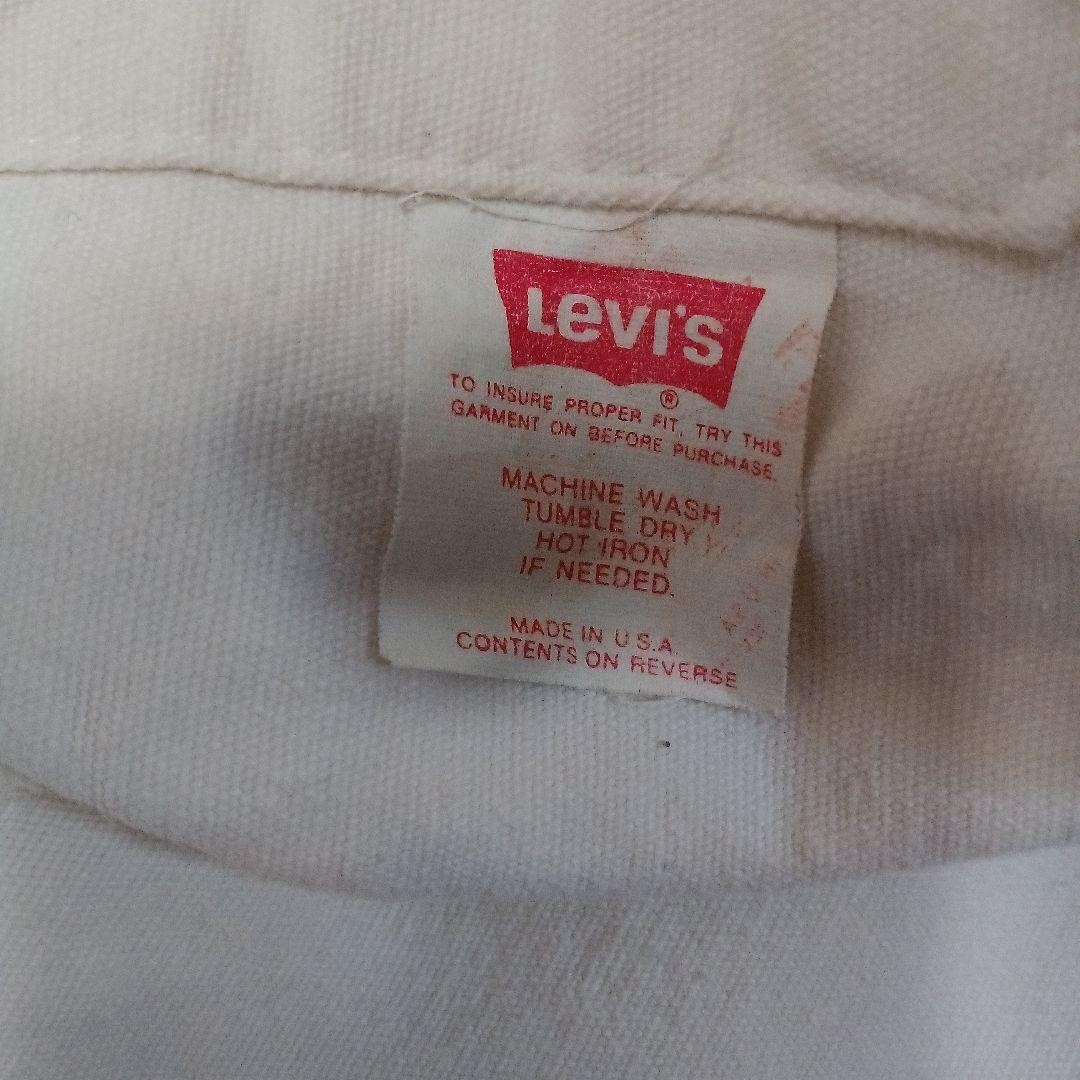 Levi's
®
TO INSURE PROPER FIT, TRY THIS
GARMENT ON BEFORE PURCHASE.
MACHINE WASH
TUMBLE DRY
HOT IRON
IF NEEDED.
MADE IN U.S.A.
CONTENTS ON REVERSE